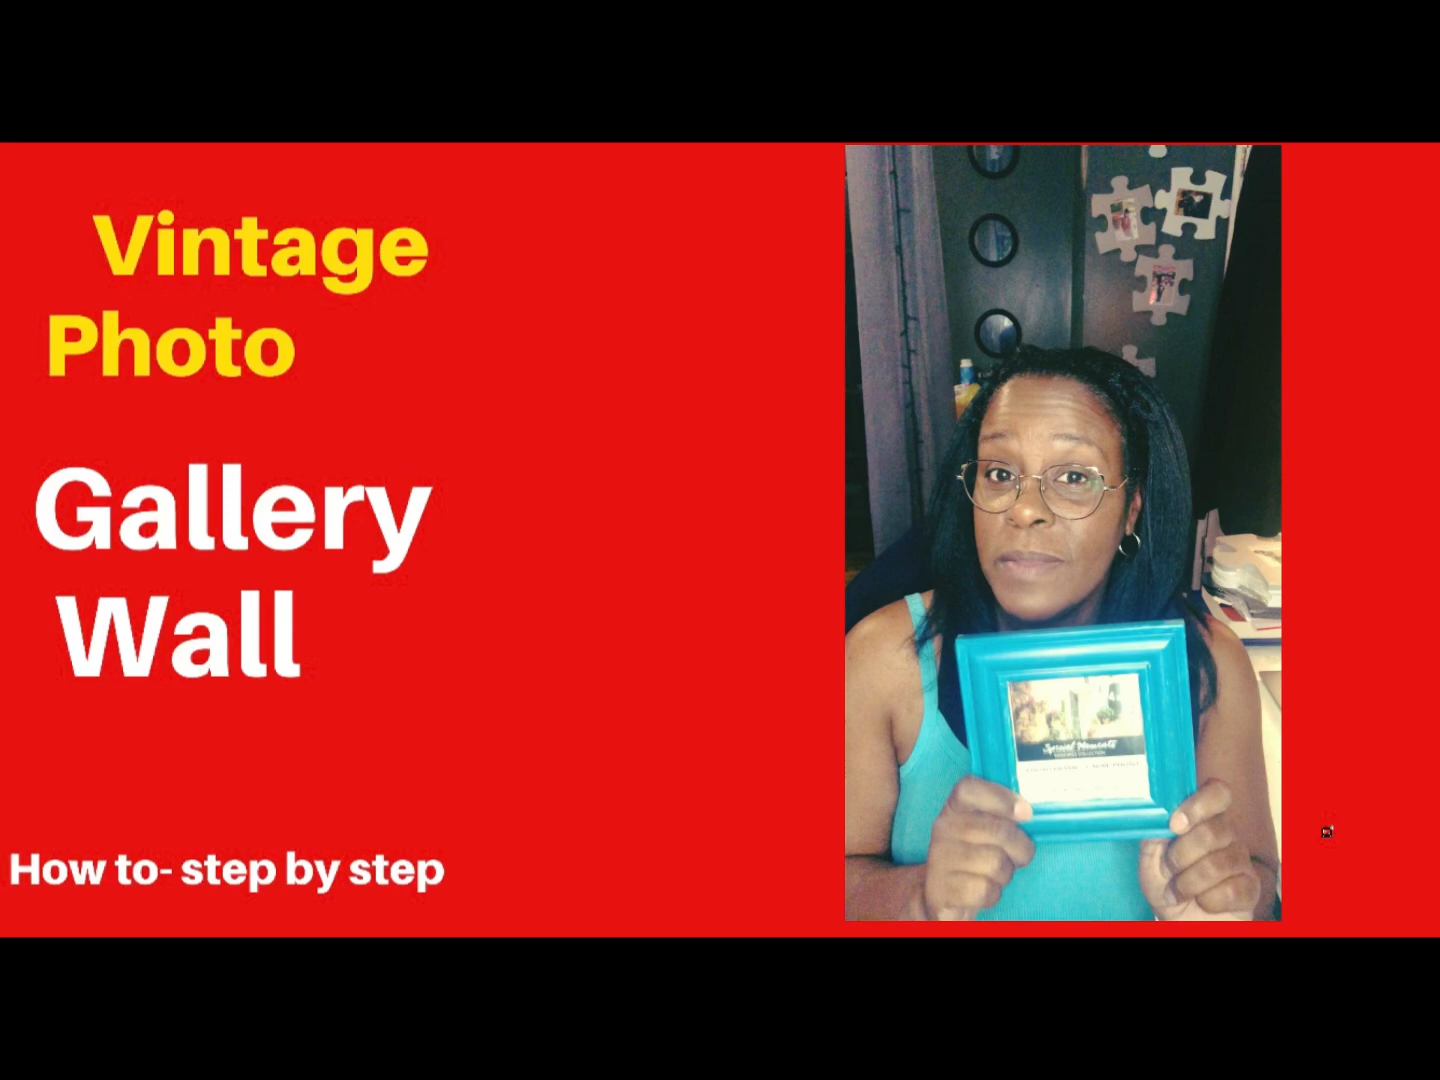 Vintage
Photo
Gallery
Wall
How to- step by step
Special Moments